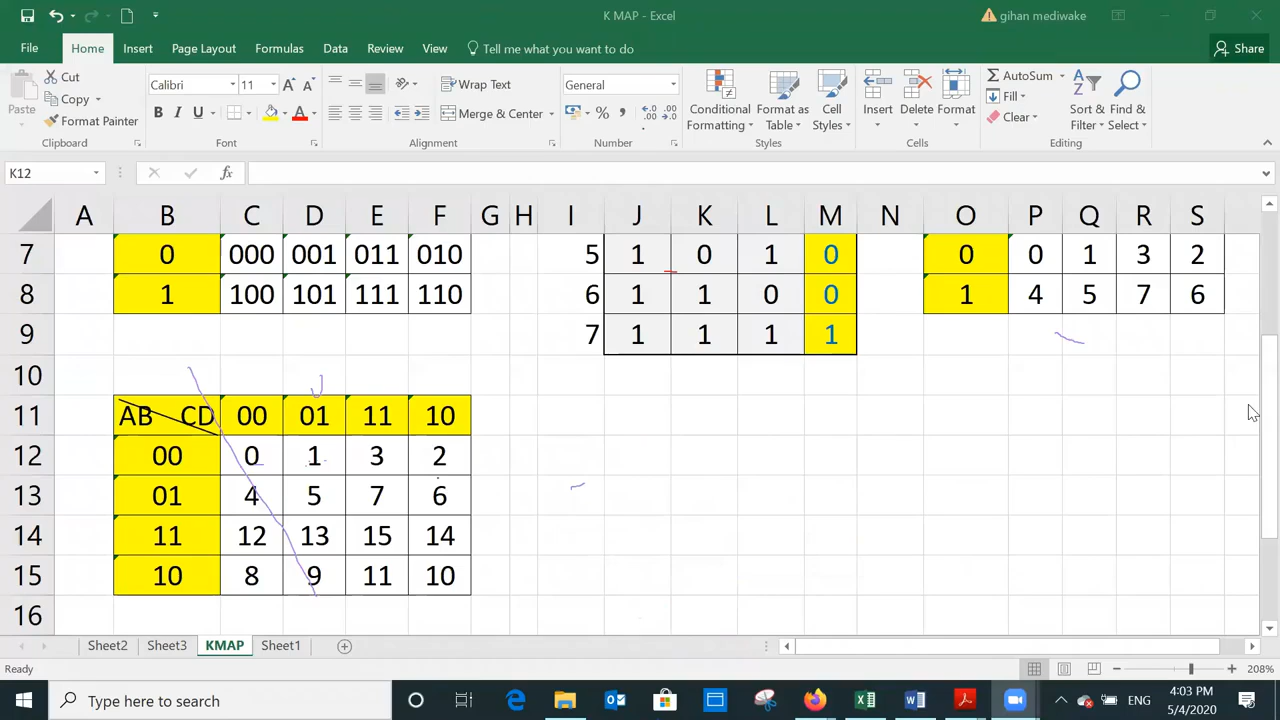 K MAP - Excel
gihan mediwake
File Home Insert Page Layout Formulas Data Review View Tell me what you want to do Share
Paste
Cut
Copy
Format Painter
Clipboard
Calibri 11
B I U
Font
Wrap Text
Merge & Center
Alignment
General
Number
Conditional Formatting
Format as Table
Cell Styles
Styles
Insert Delete Format
Cells
AutoSum
Fill
Clear
Sort & Filter
Find & Select
Editing
K12 fx
A B C D E F G H I J K L M N O P Q R S
7 0 000 001 011 010 5 1 0 1 0 0 0 1 3 2
8 1 100 101 111 110 6 1 1 0 0 1 4 5 7 6
9 7 1 1 1 1
10
11 AB CD 00 01 11 10
12 00 0 1 3 2
13 01 4 5 7 6
14 11 12 13 15 14
15 10 8 9 11 10
16
Sheet2 Sheet3 KMAP Sheet1
Ready 208%
Type here to search ENG 4:03 PM
5/4/2020